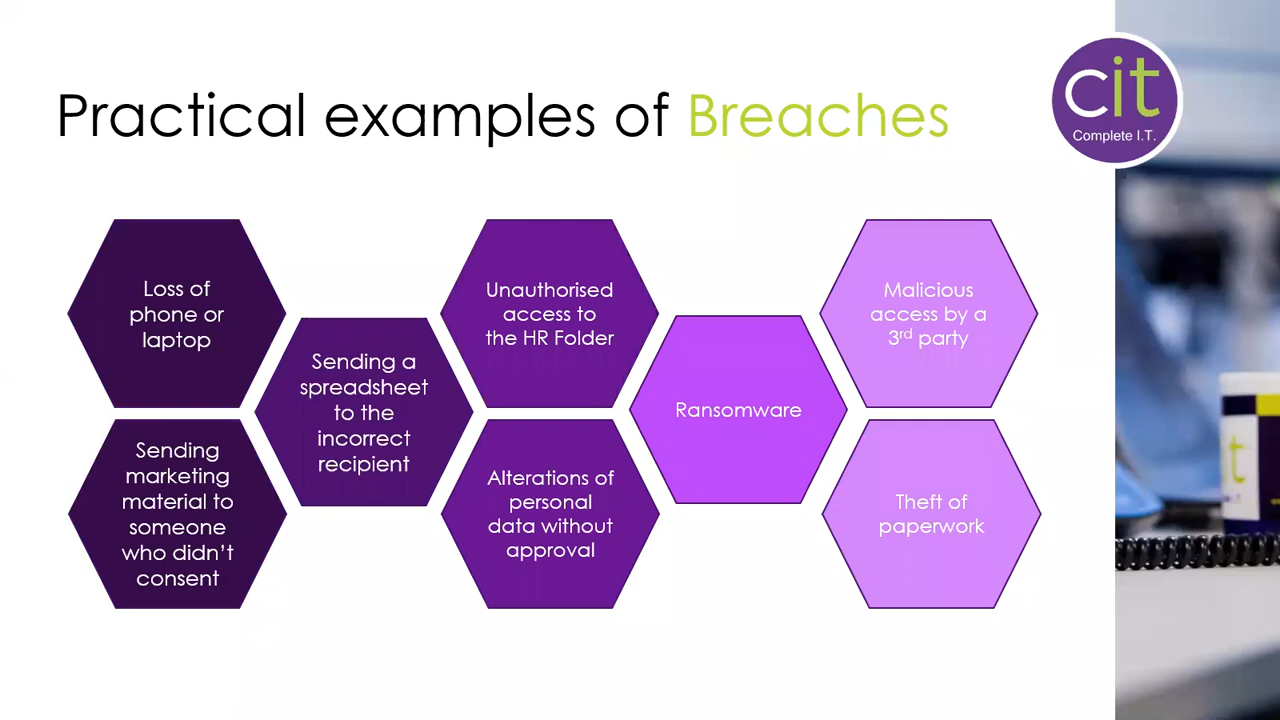 Practical examples of Breaches
cit
Complete I.T.
Loss of
phone or
laptop
Sending
marketing
material to
someone
who didn't
consent
Sending a
spreadsheet
to the
incorrect
recipient
Unauthorised
access to
the HR Folder
Alterations of
personal
data without
approval
Ransomware
Malicious
access by a
3rd party
Theft of
paperwork